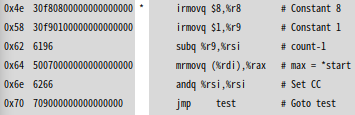 0x4e 30f80800000000000000 * irmovq $8,%r8 # Constant 8
0x58 30f90100000000000000 irmovq $1,%r9 # Constant 1
0x62 6196 subq %r9,%rsi # count-1
0x64 50070000000000000000 mrmovq (%rdi),%rax # max = *start
0x6e 6266 andq %rsi,%rsi # Set CC
0x70 709000000000000000 jmp test # Goto test